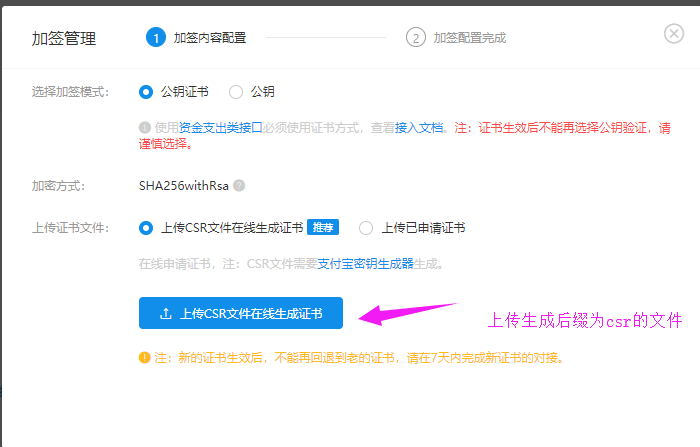 加签管理
1 加签内容配置
2 加签配置完成
选择加签模式：
公钥证书
公钥
使用资金支出类接口必须使用证书方式，查看接入文档。注：证书生效后不能再选择公钥验证，请
谨慎选择。
加密方式：
SHA256withRsa ?
上传证书文件：
上传CSR文件在线生成证书 推荐
上传已申请证书
在线申请证书，注：CSR文件需要支付宝密钥生成器生成。
上传CSR文件在线生成证书
上传生成后缀为csr的文件
注：新的证书生效后，不能再回退到老的证书，请在7天内完成新证书的对接。